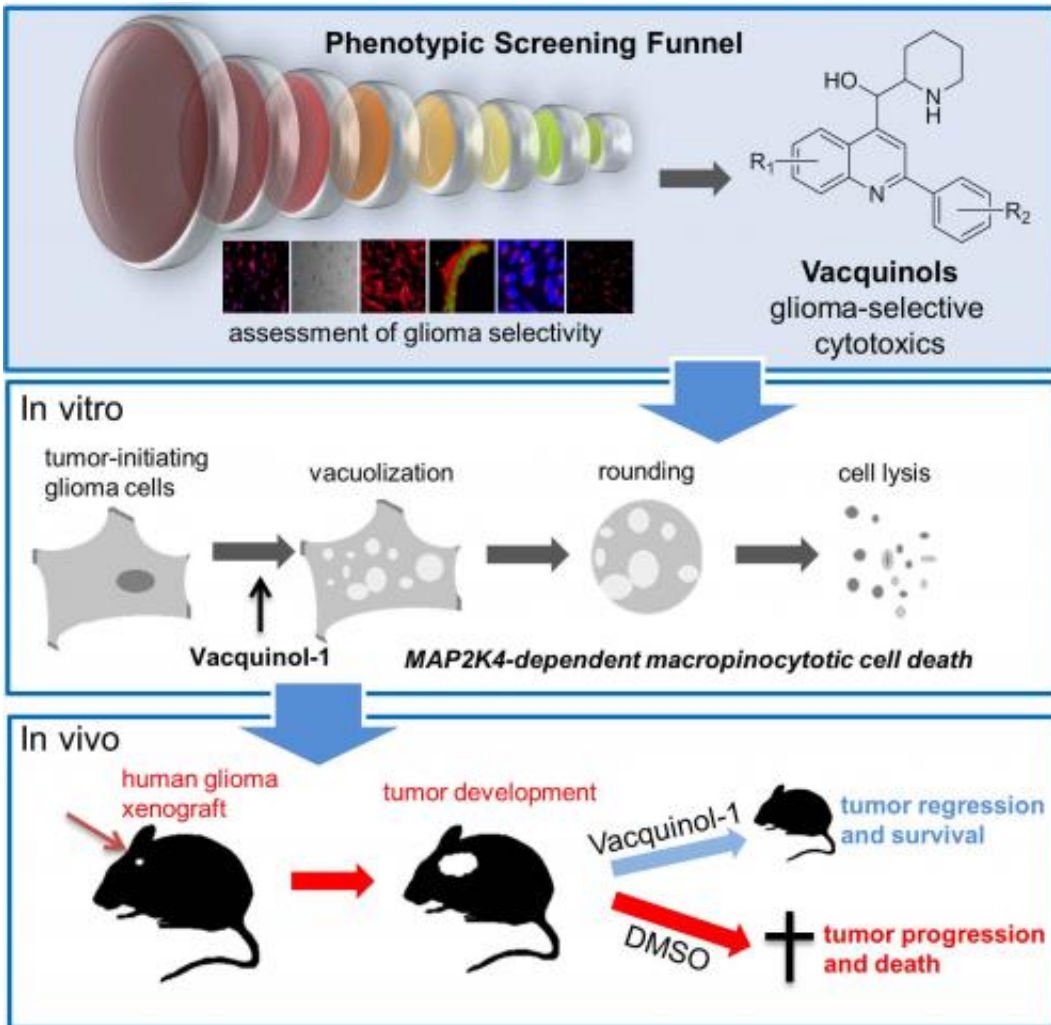 Phenotypic Screening Funnel
HO
NH
R1
N
R2
assessment of glioma selectivity
Vacquinols
glioma-selective
cytotoxics
In vitro
tumor-initiating
glioma cells
vacuolization
rounding
cell lysis
Vacquinol-1
MAP2K4-dependent macropinocytotic cell death
In vivo
human glioma
xenograft
tumor development
Vacquinol-1
tumor regression
and survival
DMSO
tumor progression
and death